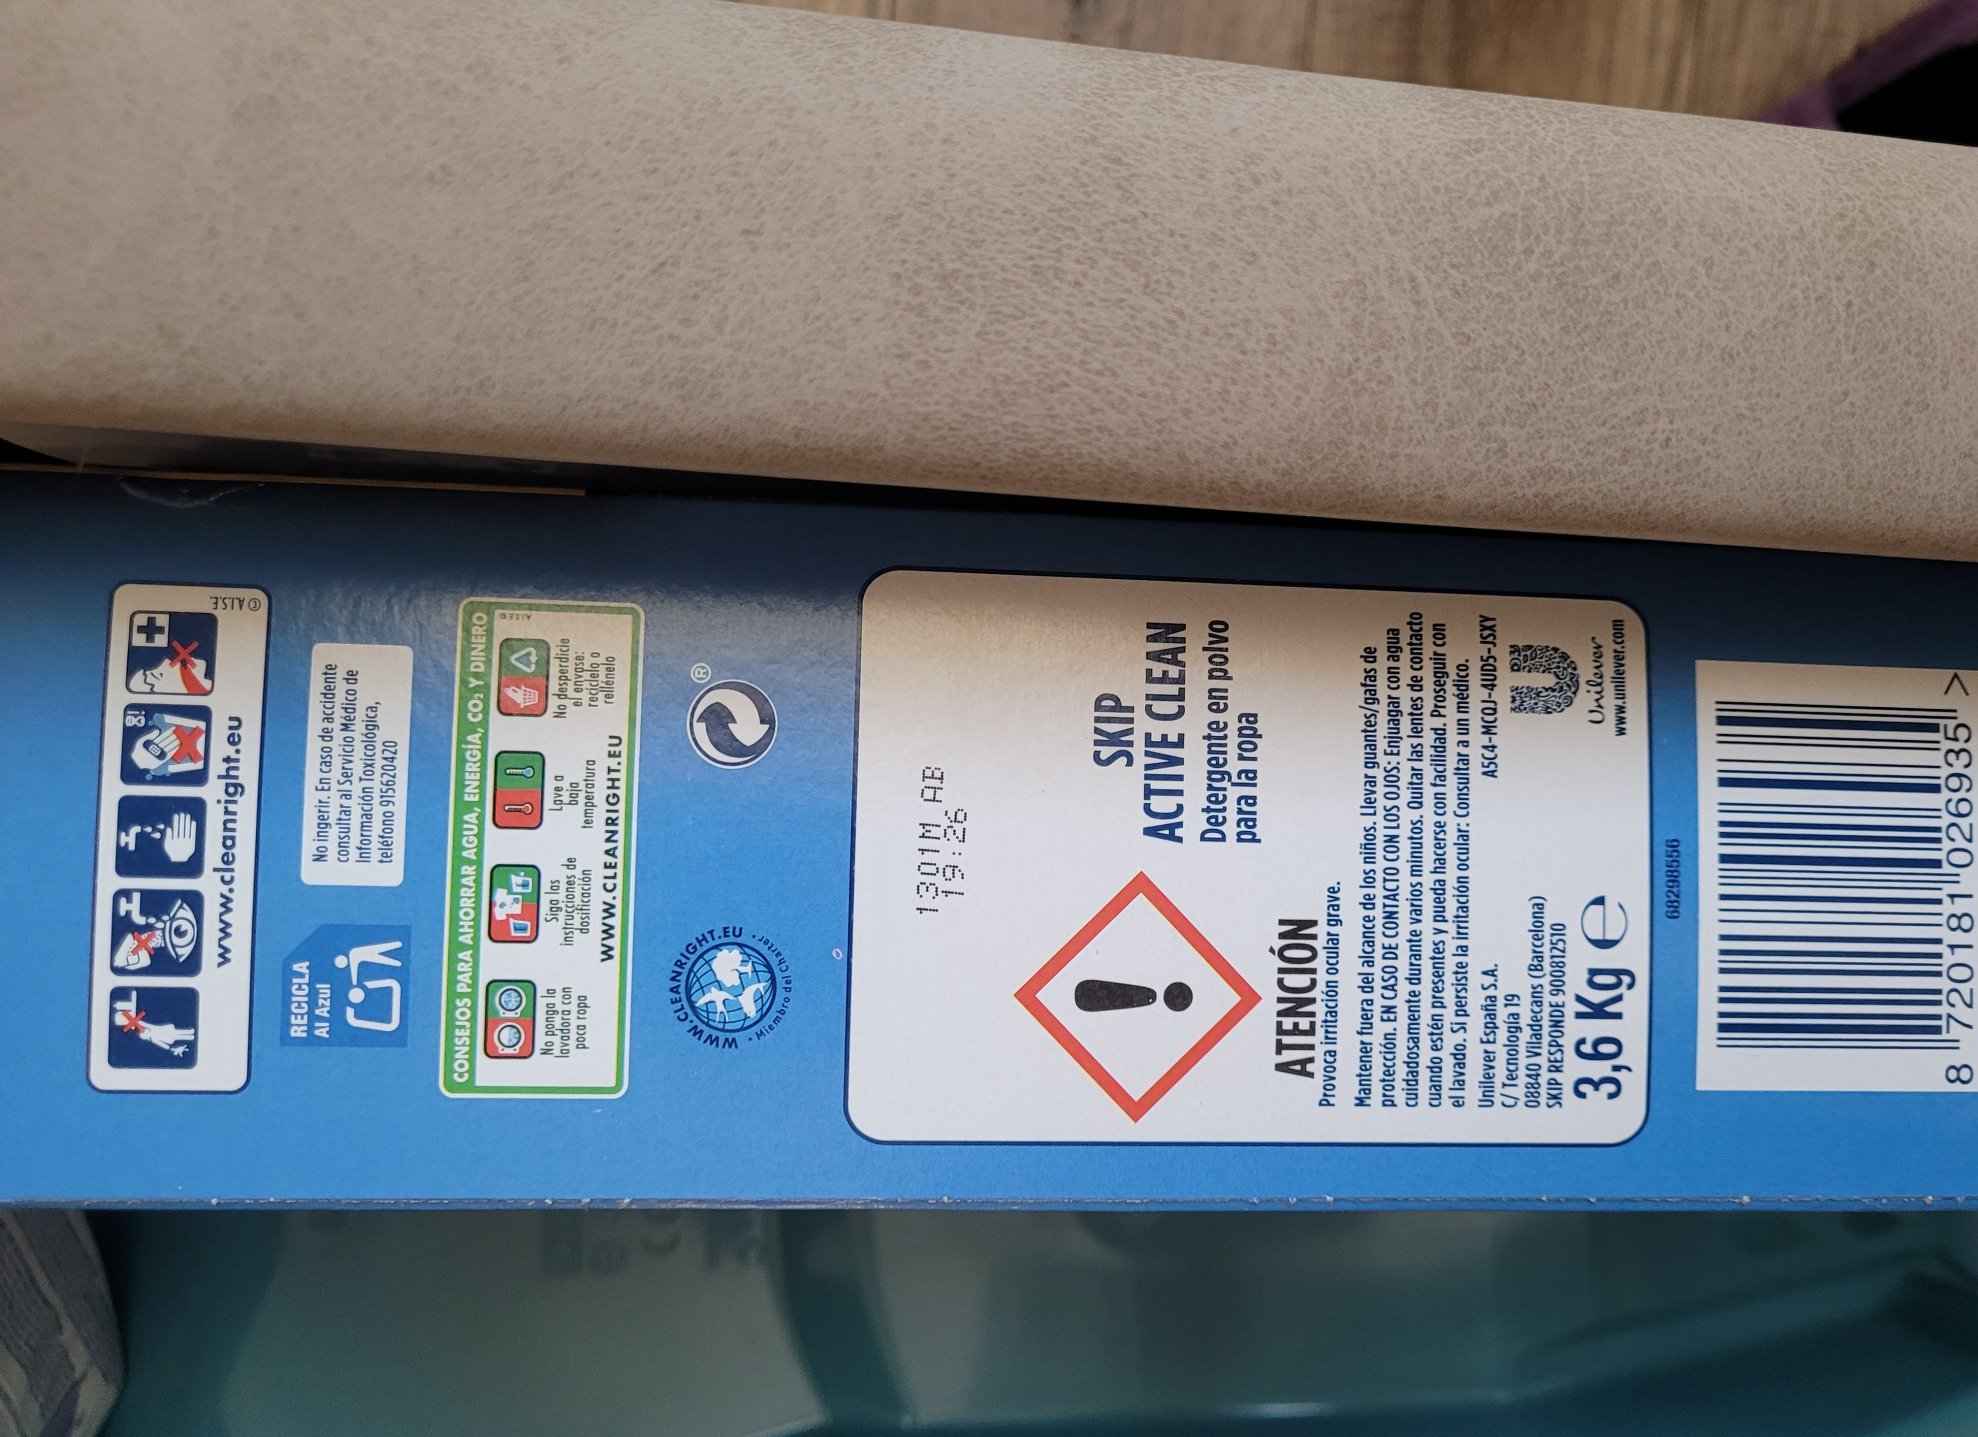 © A.I.S.E.
www.cleanright.eu
RECICLA
Al Azul
No ingerir. En caso de accidente
consultar al Servicio Médico de
Información Toxicológica,
teléfono 915620420
CONSEJOS PARA AHORRAR AGUA, ENERGÍA, CO₂ Y DINERO
A.I.S.E. ©
No ponga la
lavadora con
poca ropa
Siga las
instrucciones de
dosificación
Lave a
baja
temperatura
No desperdicie
el envase:
recíclelo o
rellénelo
WWW.CLEANRIGHT.EU
WWW.CLEANRIGHT.EU
Miembro del Charter
®
1301M AE
19:26
SKIP
ACTIVE CLEAN
Detergente en polvo
para la ropa
ATENCIÓN
Provoca irritación ocular grave.
Mantener fuera del alcance de los niños. Llevar guantes/gafas de
protección. EN CASO DE CONTACTO CON LOS OJOS: Enjuagar con agua
cuidadosamente durante varios minutos. Quitar las lentes de contacto
cuando estén presentes y pueda hacerse con facilidad. Proseguir con
el lavado. Si persiste la irritación ocular: Consultar a un médico.
Unilever España S.A.
C/ Tecnología 19
08840 Viladecans (Barcelona)
SKIP RESPONDE 900812510
A5C4-MCQJ-4UD5-JSXY
3,6 Kg e
Unilever
www.unilever.com
68298556
8 720181 026935 >